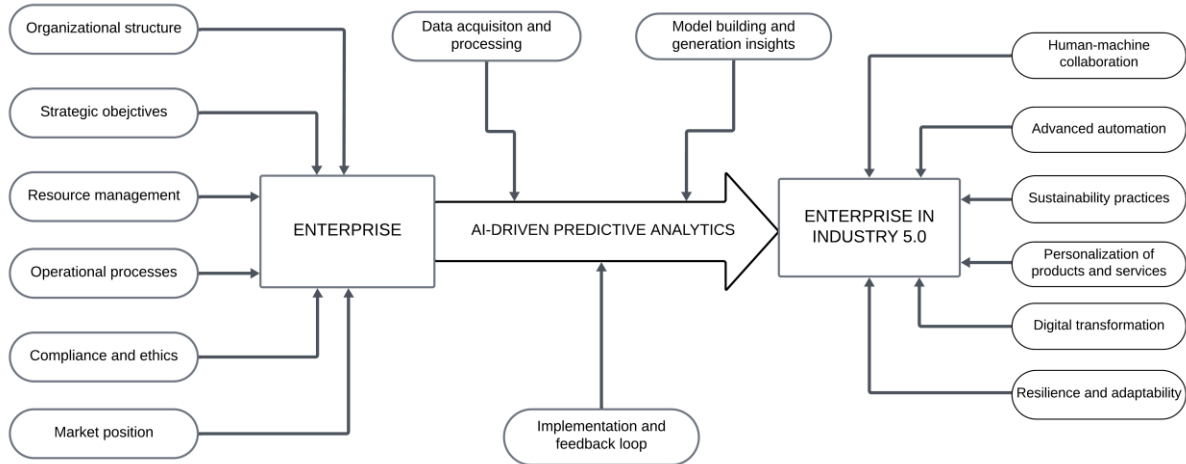 Organizational structure
Strategic obejctives
Resource management
Operational processes
Compliance and ethics
Market position
ENTERPRISE
Data acquisiton and
processing
Model building and
generation insights
AI-DRIVEN PREDICTIVE ANALYTICS
Implementation and
feedback loop
ENTERPRISE IN
INDUSTRY 5.0
Human-machine
collaboration
Advanced automation
Sustainability practices
Personalization of
products and services
Digital transformation
Resilience and adaptability